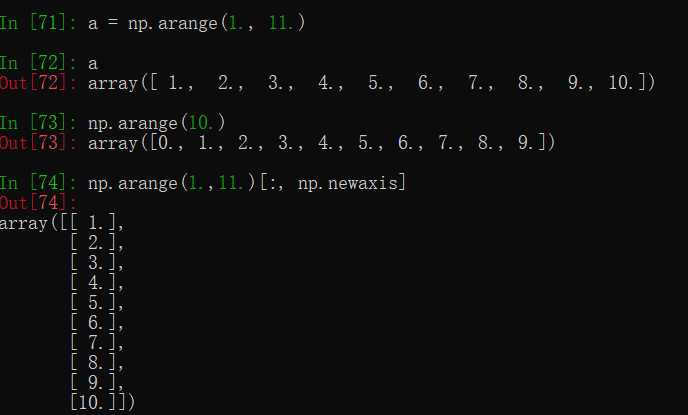 In [71]: a = np.arange(1., 11.)
In [72]: a
Out[72]: array([ 1.,  2.,  3.,  4.,  5.,  6.,  7.,  8.,  9., 10.])
In [73]: np.arange(10.)
Out[73]: array([0., 1., 2., 3., 4., 5., 6., 7., 8., 9.])
In [74]: np.arange(1.,11.)[:, np.newaxis]
Out[74]:
array([[ 1.],
       [ 2.],
       [ 3.],
       [ 4.],
       [ 5.],
       [ 6.],
       [ 7.],
       [ 8.],
       [ 9.],
       [10.]])